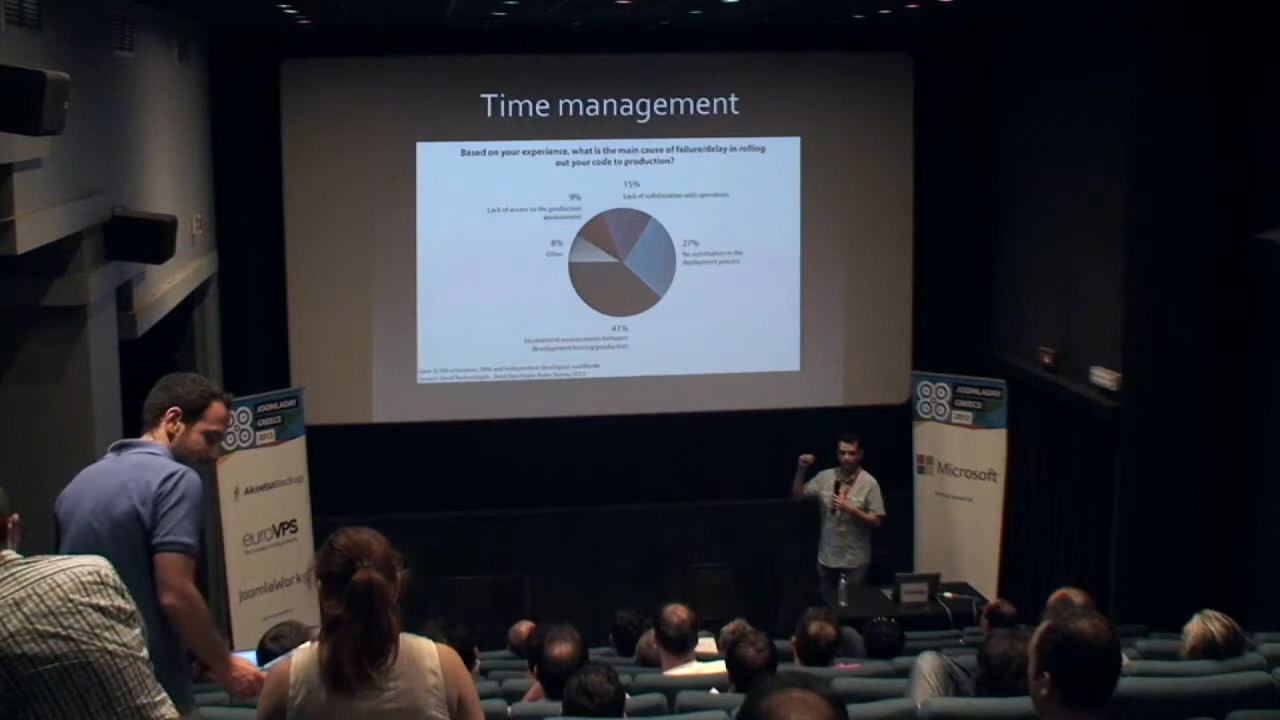 Time management
Based on your experience, what is the main cause of failure/delay in rolling
out your code to production?
15%
Lack of collaboration with operations
9%
Lack of access to the production
environment
27%
No automation in the
deployment process
8%
Other
41%
Inconsistent environments between
development/testing/production
JOOMLADAY
GREECE
2013
AkeebaBackup
euroVPS
JoomlaWork
JOOMLADAY
GREECE
2013
Microsoft